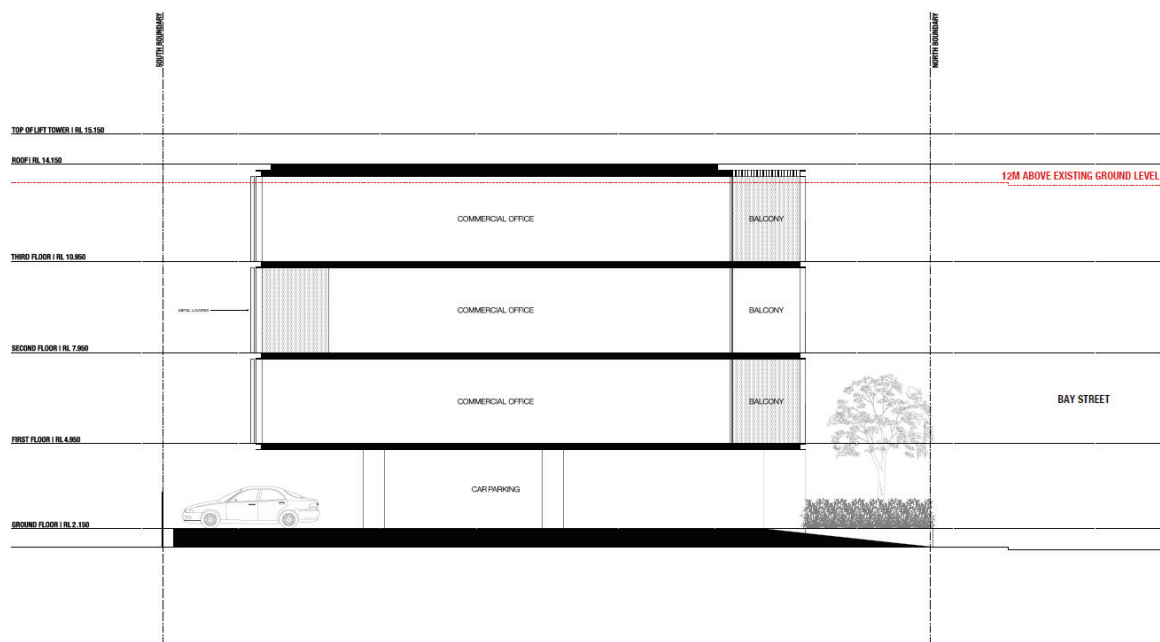 SOUTH BOUNDARY
NORTH BOUNDARY
TOP OF LIFT TOWER | RL 15.150
ROOF | RL 14.150
12M ABOVE EXISTING GROUND LEVEL
COMMERCIAL OFFICE
BALCONY
THIRD FLOOR | RL 10.950
METAL LOUVRES
COMMERCIAL OFFICE
BALCONY
SECOND FLOOR | RL 7.950
COMMERCIAL OFFICE
BALCONY
BAY STREET
FIRST FLOOR | RL 4.950
CAR PARKING
GROUND FLOOR | RL 2.150